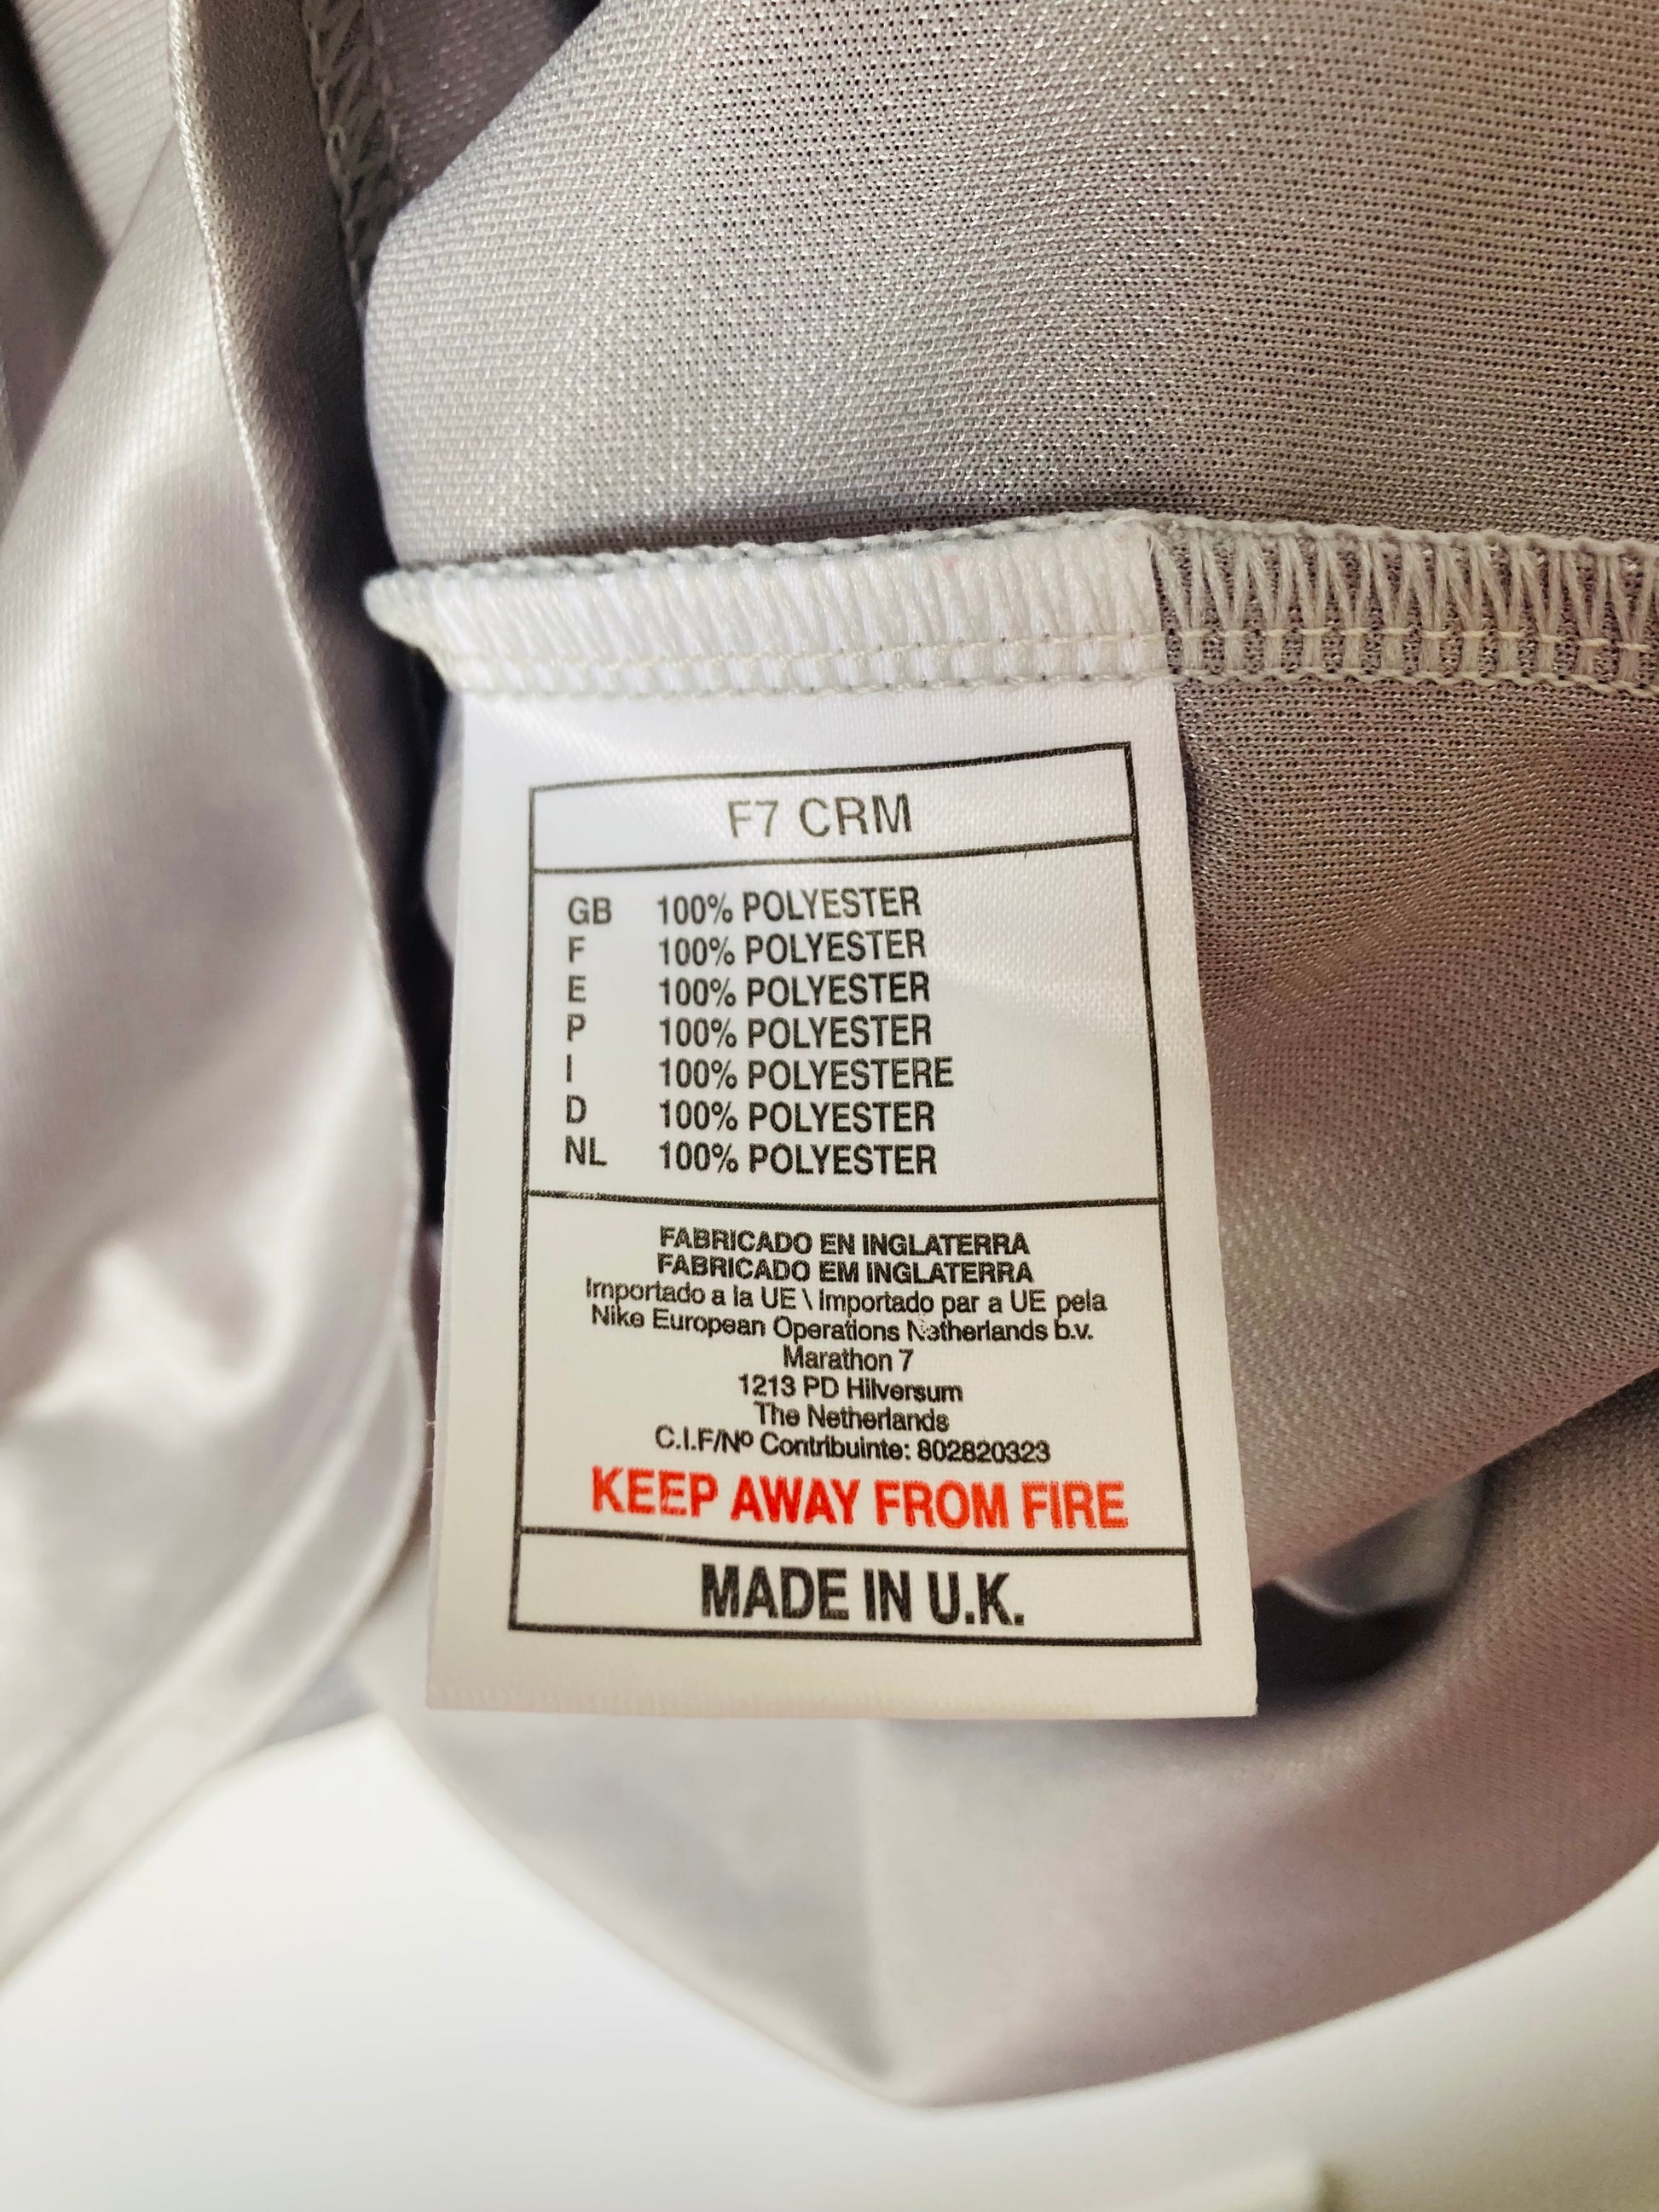 F7 CRM
GB 100% POLYESTER
F 100% POLYESTER
E 100% POLYESTER
P 100% POLYESTER
I 100% POLYESTERE
D 100% POLYESTER
NL 100% POLYESTER
FABRICADO EN INGLATERRA
FABRICADO EM INGLATERRA
Importado a la UE \ Importado par a UE pela
Nike European Operations Netherlands b.v.
Marathon 7
1213 PD Hilversum
The Netherlands
C.I.F/Nº Contribuinte: 802820323
KEEP AWAY FROM FIRE
MADE IN U.K.